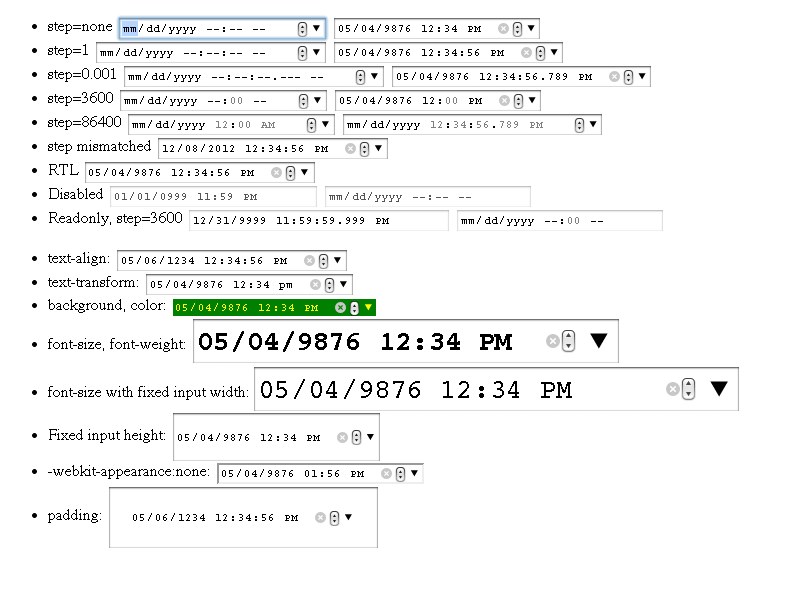 • step=none mm/dd/yyyy --:-- -- 05/04/9876 12:34 PM
• step=1 mm/dd/yyyy --:--:-- -- 05/04/9876 12:34:56 PM
• step=0.001 mm/dd/yyyy --:--:--.--- -- 05/04/9876 12:34:56.789 PM
• step=3600 mm/dd/yyyy --:00 -- 05/04/9876 12:00 PM
• step=86400 mm/dd/yyyy 12:00 AM mm/dd/yyyy 12:34:56.789 PM
• step mismatched 12/08/2012 12:34:56 PM
• RTL 05/04/9876 12:34:56 PM
• Disabled 01/01/0999 11:59 PM mm/dd/yyyy --:-- --
• Readonly, step=3600 12/31/9999 11:59:59.999 PM mm/dd/yyyy --:00 --
• text-align: 05/06/1234 12:34:56 PM
• text-transform: 05/04/9876 12:34 pm
• background, color: 05/04/9876 12:34 PM
• font-size, font-weight: 05/04/9876 12:34 PM
• font-size with fixed input width: 05/04/9876 12:34 PM
• Fixed input height: 05/04/9876 12:34 PM
• -webkit-appearance:none: 05/04/9876 01:56 PM
• padding: 05/06/1234 12:34:56 PM